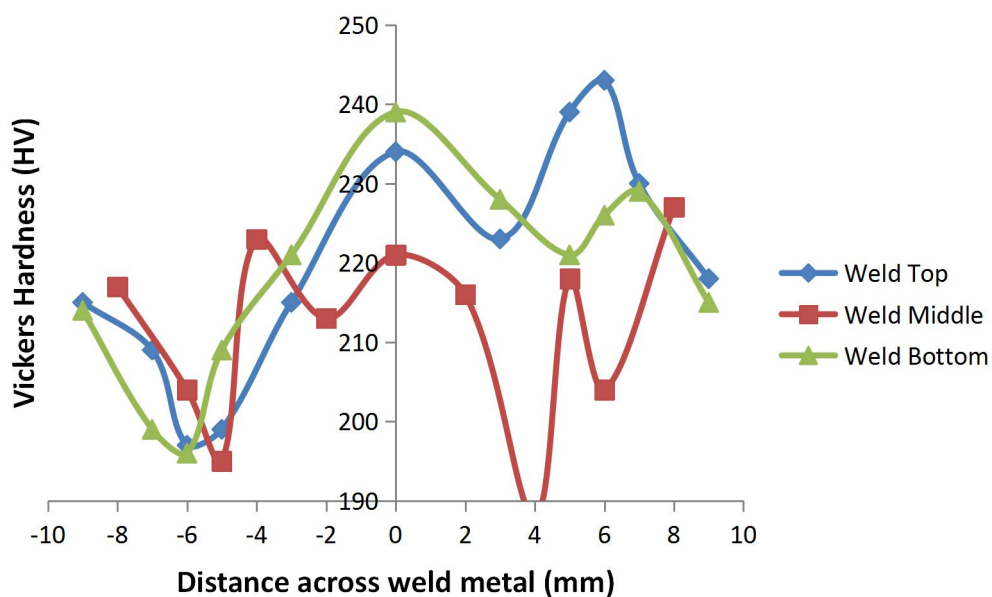 250
240
230
220
210
200
190
-10 -8 -6 -4 -2 0 2 4 6 8 10
Vickers Hardness (HV)
Distance across weld metal (mm)
Weld Top
Weld Middle
Weld Bottom